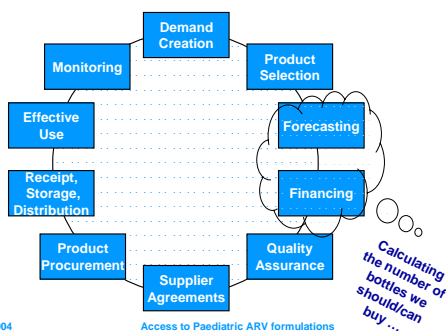 Demand
Creation
Monitoring
Product
Selection
Effective
Use
Forecasting
Receipt,
Storage,
Distribution
Financing
Product
Procurement
Quality
Assurance
Supplier
Agreements
Calculating
the number of
bottles we
should/can
buy ...
04
Access to Paediatric ARV formulations